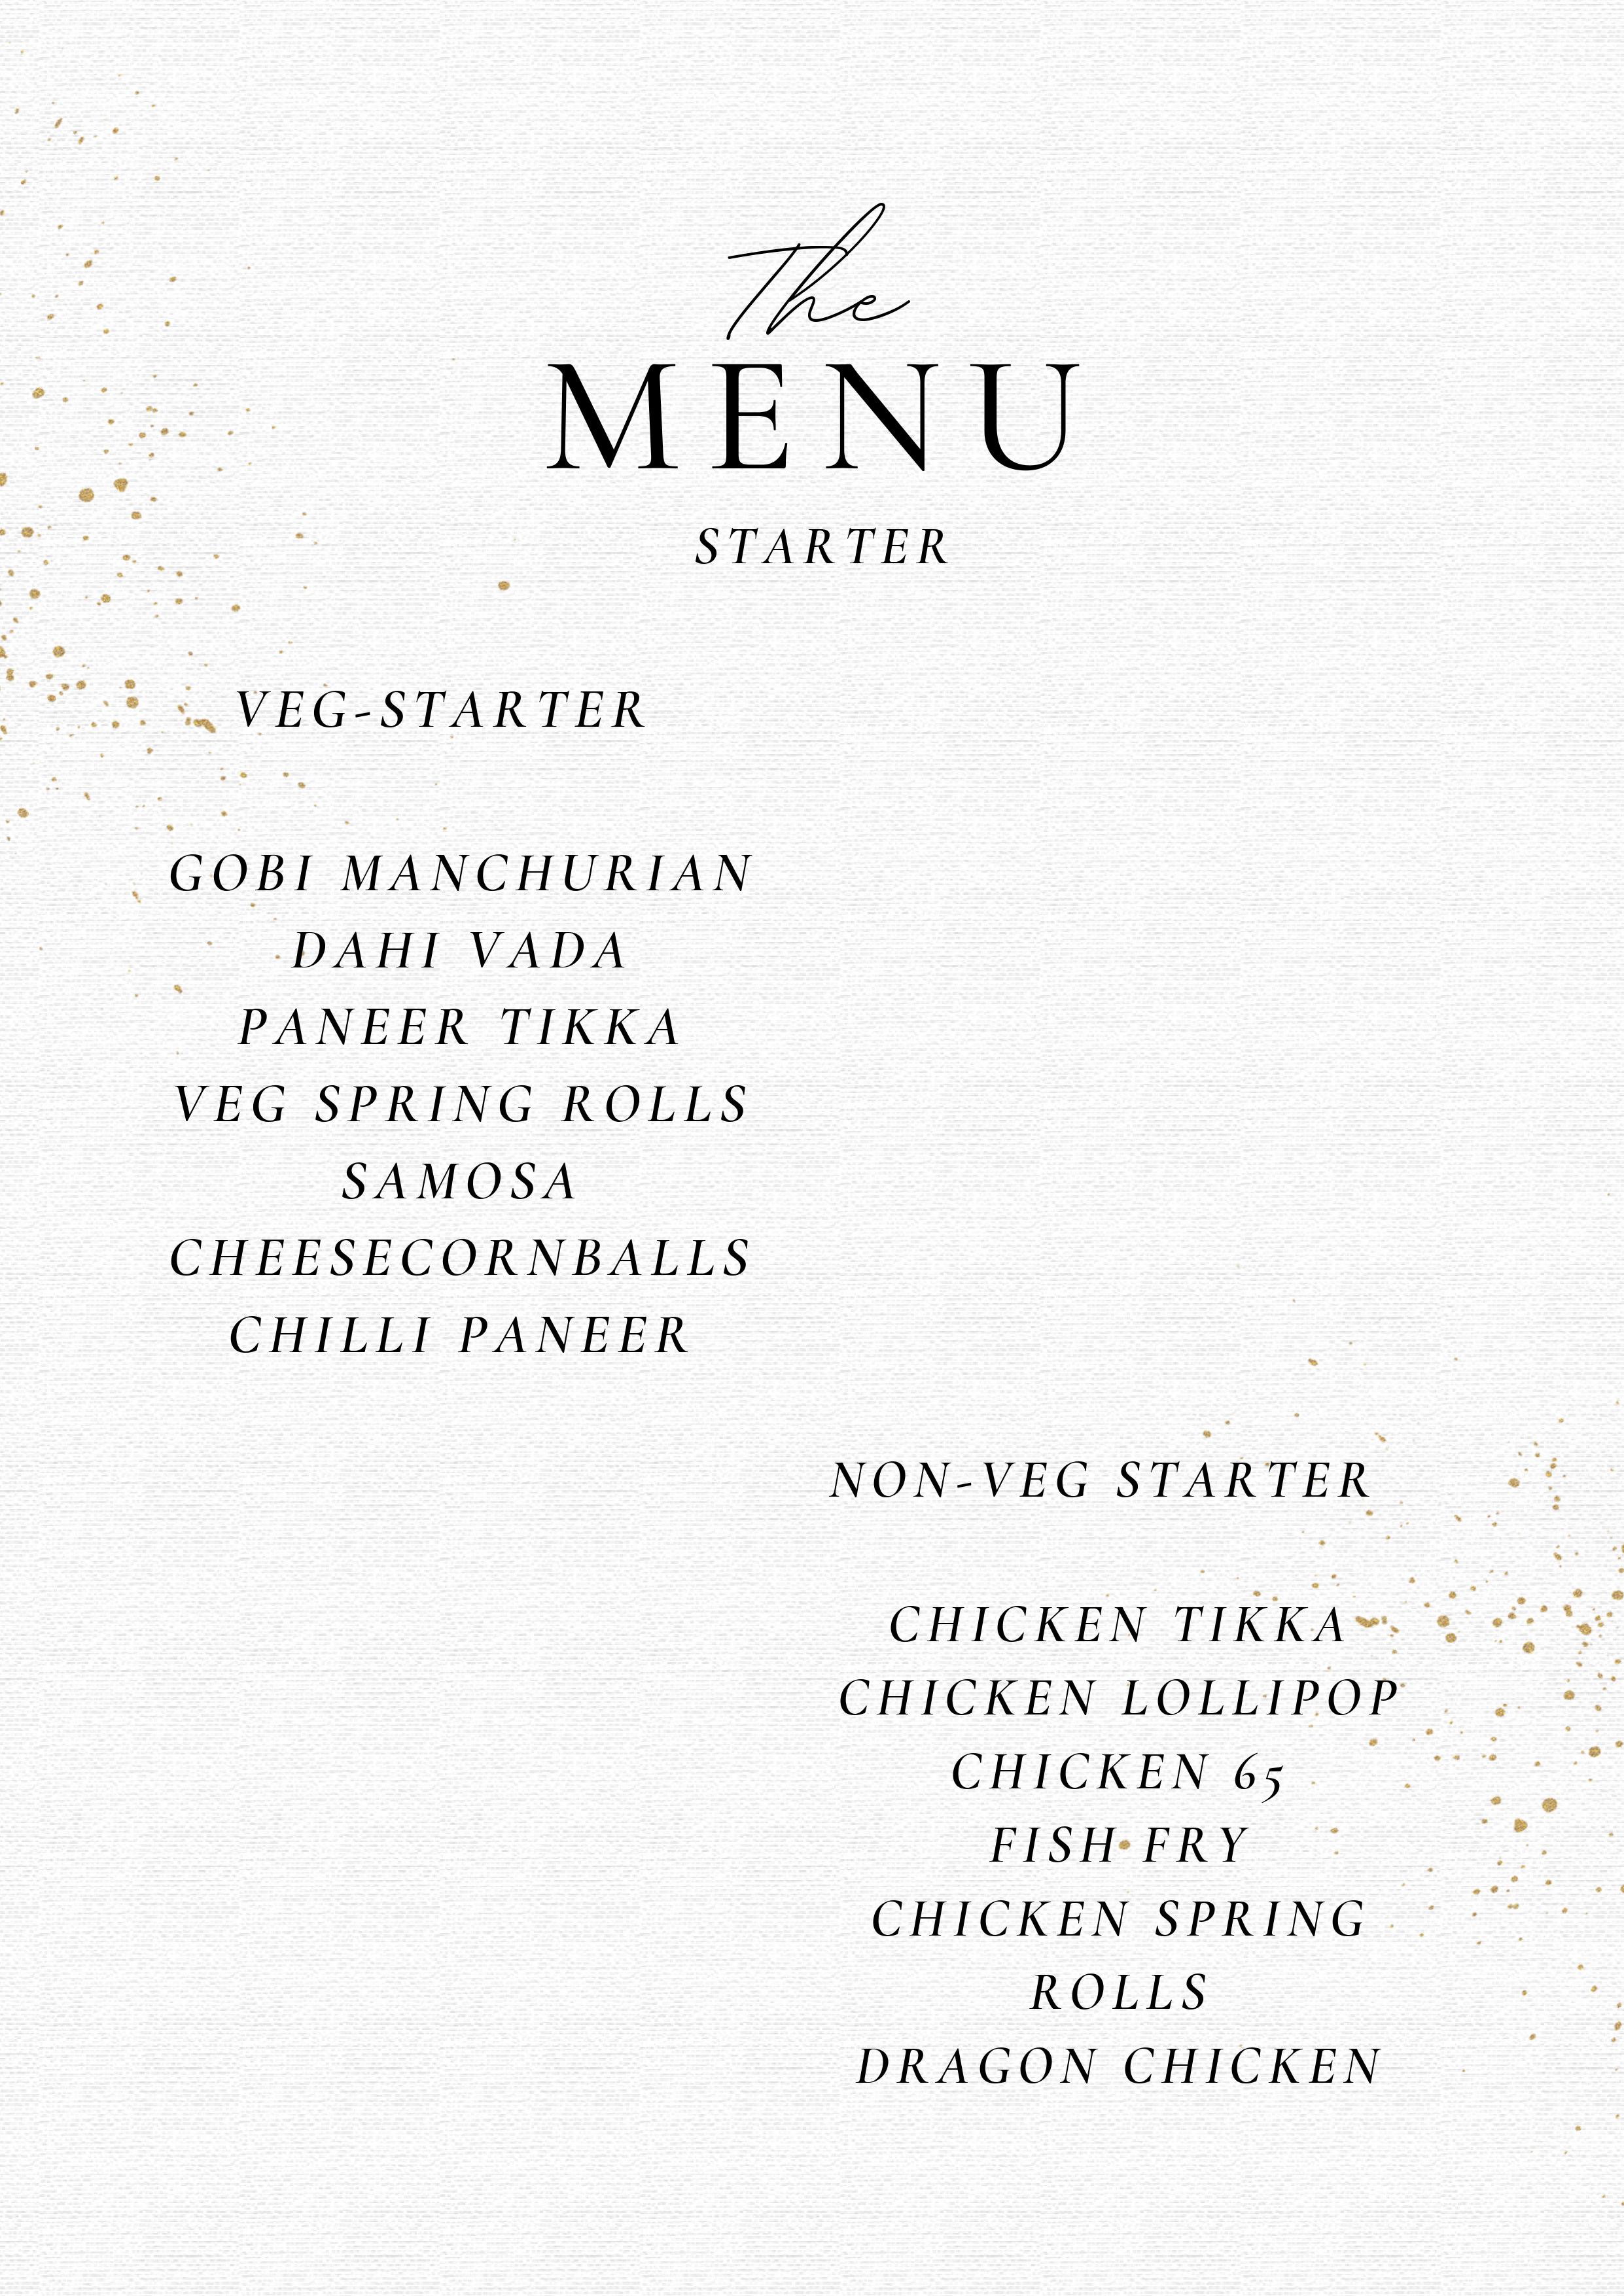 The
MENU
STARTER
VEG-STARTER
GOBI MANCHURIAN
DAHI VADA
PANEER TIKKA
VEG SPRING ROLLS
SAMOSA
CHEESECORNBALLS
CHILLI PANEER
NON-VEG STARTER
CHICKEN TIKKA
CHICKEN LOLLIPOP
CHICKEN 65
FISH FRY
CHICKEN SPRING
ROLLS
DRAGON CHICKEN